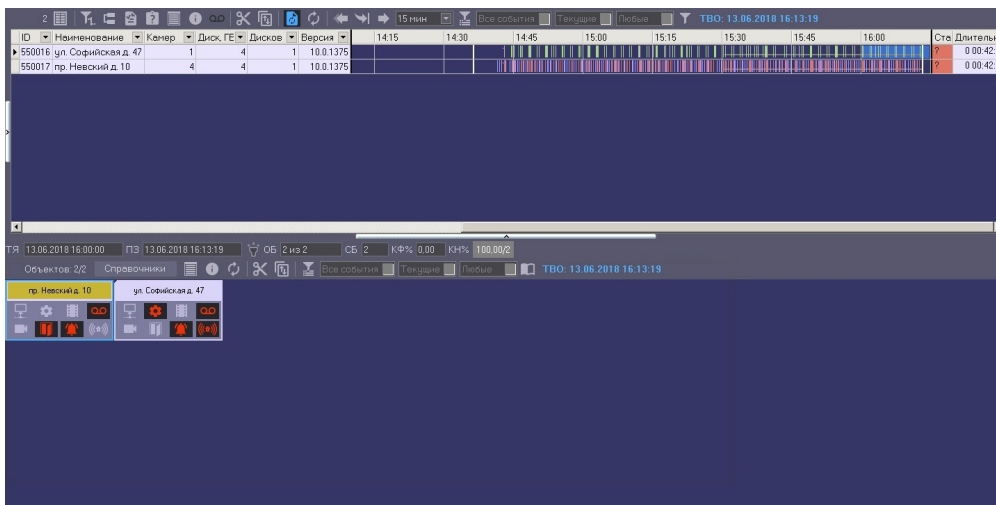 2 15 мин Все события Текущие Любые ТВО: 13.06.2018 16:13:19
ID Наименование Камер Диск, ГЕ Дисков Версия 14:15 14:30 14:45 15:00 15:15 15:30 15:45 16:00 Ста Длительн
550016 ул. Софийская д. 47 1 4 1 10.0.1375 ? 0 00:42:
550017 пр. Невский д. 10 4 4 1 10.0.1375 ? 0 00:42:
ТЯ 13.06.2018 16:00:00 ПЗ 13.06.2018 16:13:19 ОБ 2 из 2 СБ 2 КФ% 0,00 КН% 100,00/2
Объектов: 2/2 Справочники Все события Текущие Любые ТВО: 13.06.2018 16:13:19
пр. Невский д. 10 ул. Софийская д. 47